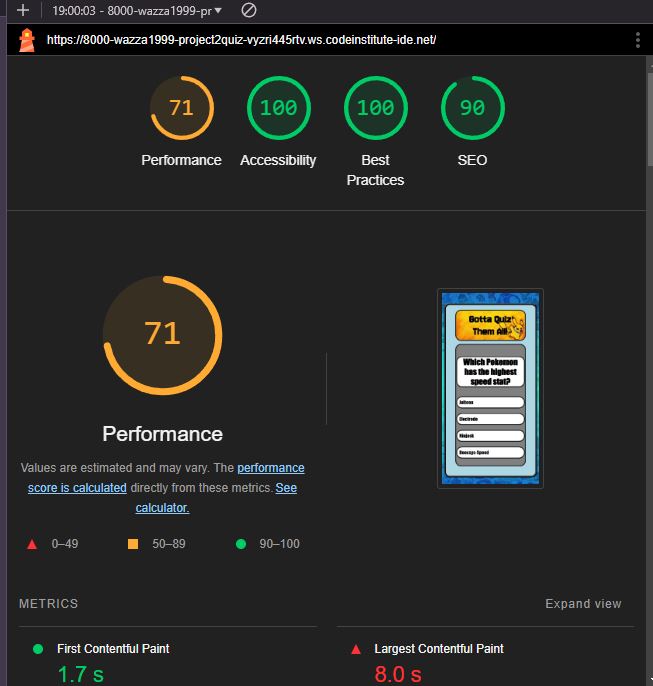 19:00:03 - 8000-wazza1999-pr
https://8000-wazza1999-project2quiz-vyzri445rtv.ws.codeinstitute-ide.net/
71
100
100
90
Performance
Accessibility
Best
Practices
SEO
71
Performance
Values are estimated and may vary. The performance
score is calculated directly from these metrics. See
calculator.
0–49
50–89
90–100
Gotta Quiz
Them All!
Which Pokemon
has the highest
speed stat?
Jolteon
Electrode
Ninjask
Deoxys Speed
METRICS
Expand view
First Contentful Paint
1.7 s
Largest Contentful Paint
8.0 s